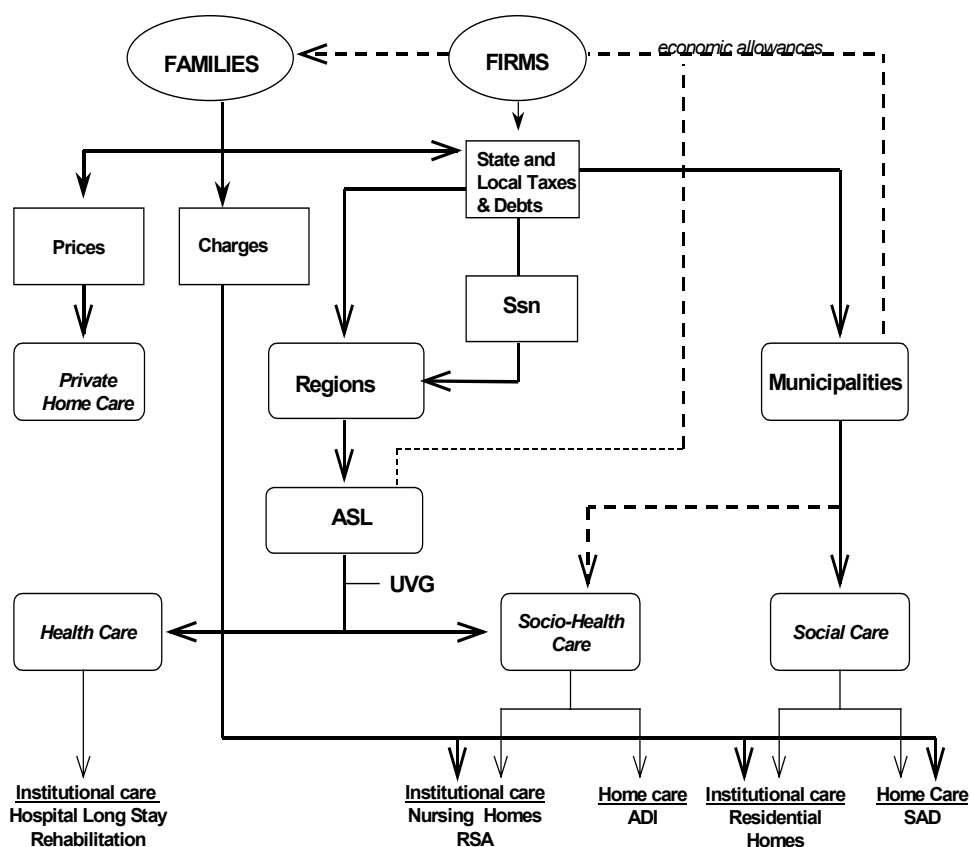 FAMILIES
FIRMS
economic allowances
State and
Local Taxes
& Debts
Prices
Charges
Ssn
Private
Home Care
Regions
Municipalities
ASL
UVG
Health Care
Socio-Health
Care
Social Care
Institutional care
Hospital Long Stay
Rehabilitation
Institutional care
Nursing Homes
RSA
Home care
ADI
Institutional care
Residential
Homes
Home Care
SAD